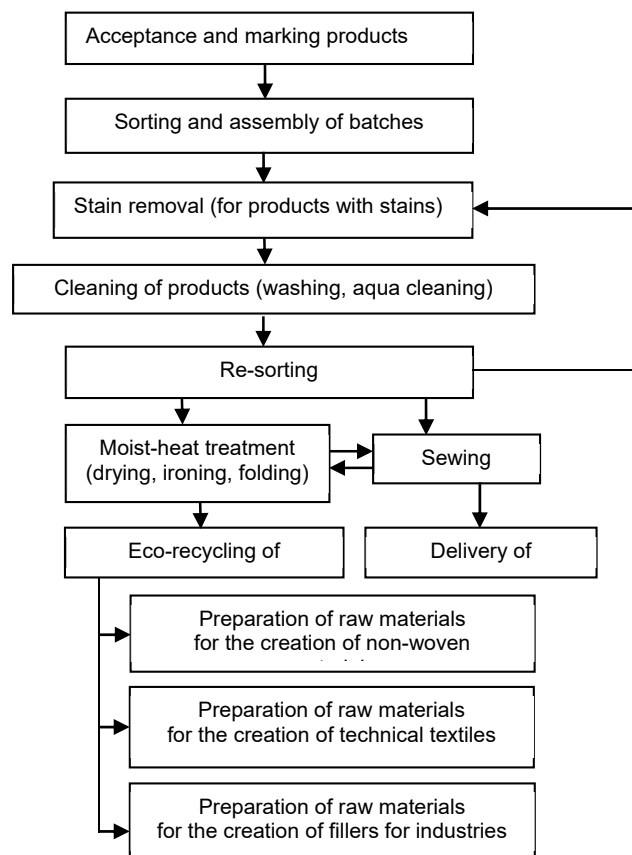 Acceptance and marking products
Sorting and assembly of batches
Stain removal (for products with stains)
Cleaning of products (washing, aqua cleaning)
Re-sorting
Moist-heat treatment
(drying, ironing, folding)
Sewing
Eco-recycling of
Delivery of
Preparation of raw materials
for the creation of non-woven
Preparation of raw materials
for the creation of technical textiles
Preparation of raw materials
for the creation of fillers for industries